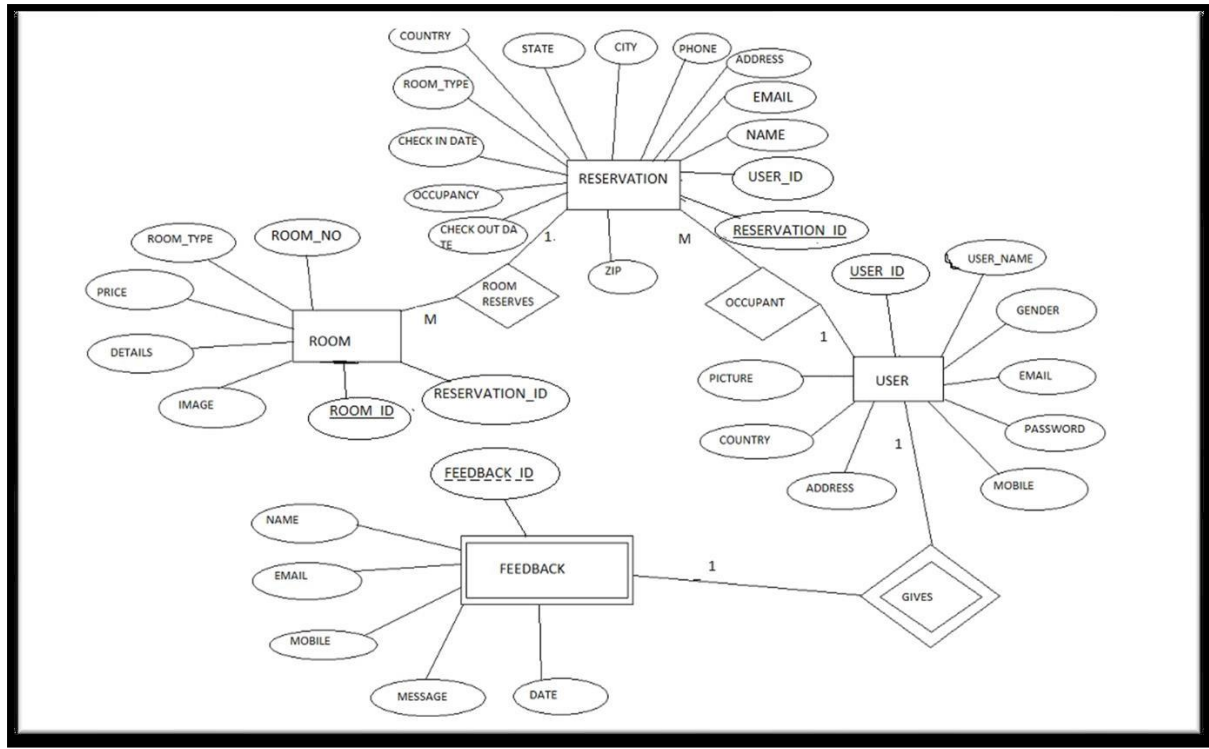 COUNTRY
STATE
CITY
PHONE
ADDRESS
ROOM_TYPE
EMAIL
CHECK IN DATE
NAME
RESERVATION
USER_ID
OCCUPANCY
CHECK OUT DA
TE
RESERVATION_ID
1.
M
ROOM_TYPE
ROOM_NO
ZIP
USER_ID
USER_NAME
PRICE
ROOM
RESERVES
OCCUPANT
GENDER
M
1
ROOM
DETAILS
PICTURE
USER
EMAIL
IMAGE
ROOM_ID
RESERVATION_ID
COUNTRY
1
PASSWORD
ADDRESS
MOBILE
FEEDBACK_ID
NAME
FEEDBACK
1
EMAIL
GIVES
MOBILE
MESSAGE
DATE